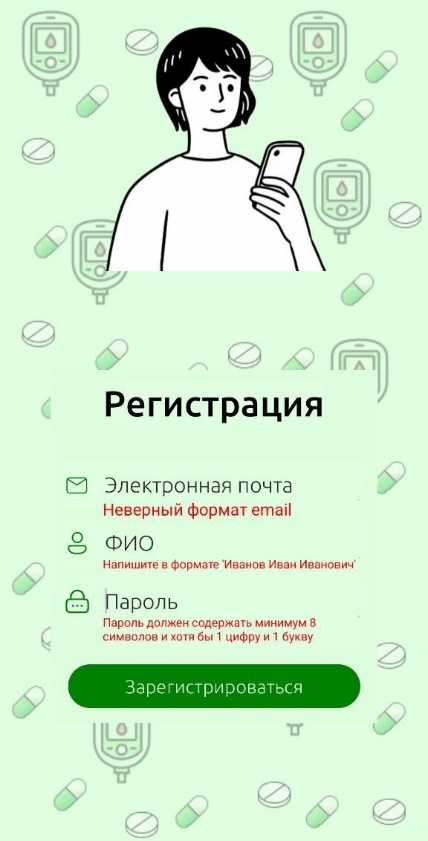 Регистрация
Электронная почта
Неверный формат email
ФИО
Напишите в формате 'Иванов Иван Иванович'
Пароль
Пароль должен содержать минимум 8
символов и хотя бы 1 цифру и 1 букву
Зарегистрироваться